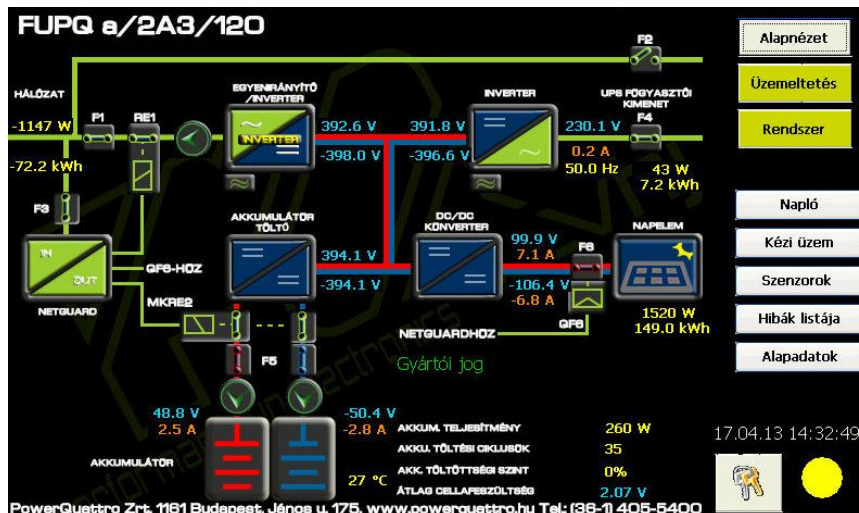 FUPQ a/2A3/120
F2
Alapnézet
Üzemeltetés
Rendszer
HÁLÓZAT
-1147 W
-72.2 kWh
F1
RE1
EGYENIRÁNYÍTÓ
/INVERTER
INVERTER
392.6 V
-398.0 V
391.8 V
-396.6 V
INVERTER
230.1 V
0.2 A
50.0 Hz
UPS FOGYASZTÓI
KIMENET
F4
43 W
7.2 kWh
F3
IN
OUT
NETGUARD
QF6-HOZ
MKRE2
AKKUMULÁTOR
TÖLTŐ
394.1 V
-394.1 V
DC/DC
KONVERTER
99.9 V
7.1 A
-106.4 V
-6.8 A
F6
QF6
NETGUARDHOZ
NAPELEM
1520 W
149.0 kWh
Napló
Kézi üzem
Szenzorok
Hibák listája
Alapadatok
F5
Gyártói jog
48.8 V
2.5 A
-50.4 V
-2.8 A
AKKUMULÁTOR
27 °C
AKKUM. TELJESÍTMÉNY 260 W
AKKU. TÖLTÉSI CIKLUSOK 35
AKK. TÖLTÖTTSÉGI SZINT 0%
ÁTLAG CELLAFESZÜLTSÉG 2.07 V
17.04.13 14:32:49
PowerQuattro Zrt. 1161 Budapest, János u. 175. www.powerquattro.hu Tel: (36-1) 405-5400